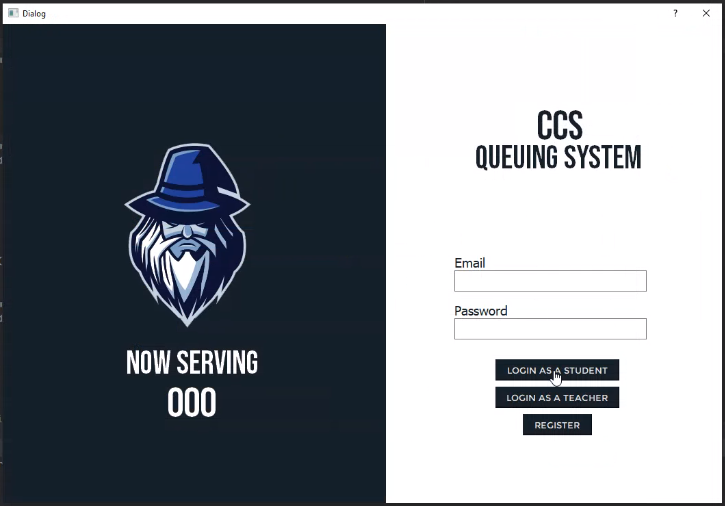 Dialog
?
NOW SERVING
000
CCS
QUEUING SYSTEM
Email
Password
LOGIN AS A STUDENT
LOGIN AS A TEACHER
REGISTER